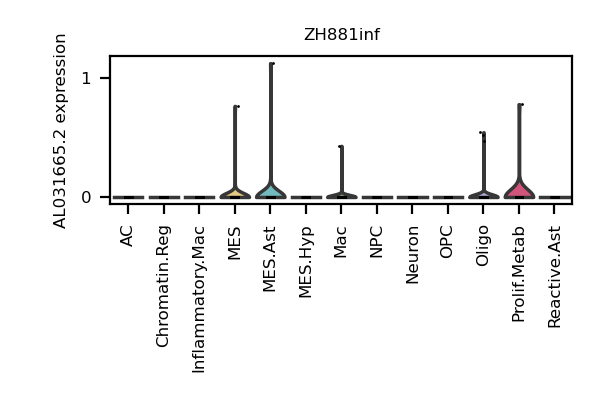 ZH881inf
AL031665.2 expression
1
0
AC
Chromatin.Reg
Inflammatory.Mac
MES
MES.Ast
MES.Hyp
Mac
NPC
Neuron
OPC
Oligo
Prolif.Metab
Reactive.Ast